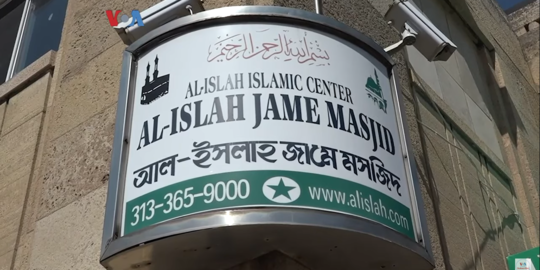 VOA
بسم الله الرحمن الرحيم
AL-ISLAH ISLAMIC CENTER
AL-ISLAH JAME MASJID
আল-ইসলাহ জামে মসজিদ
313-365-9000 www.alislah.com